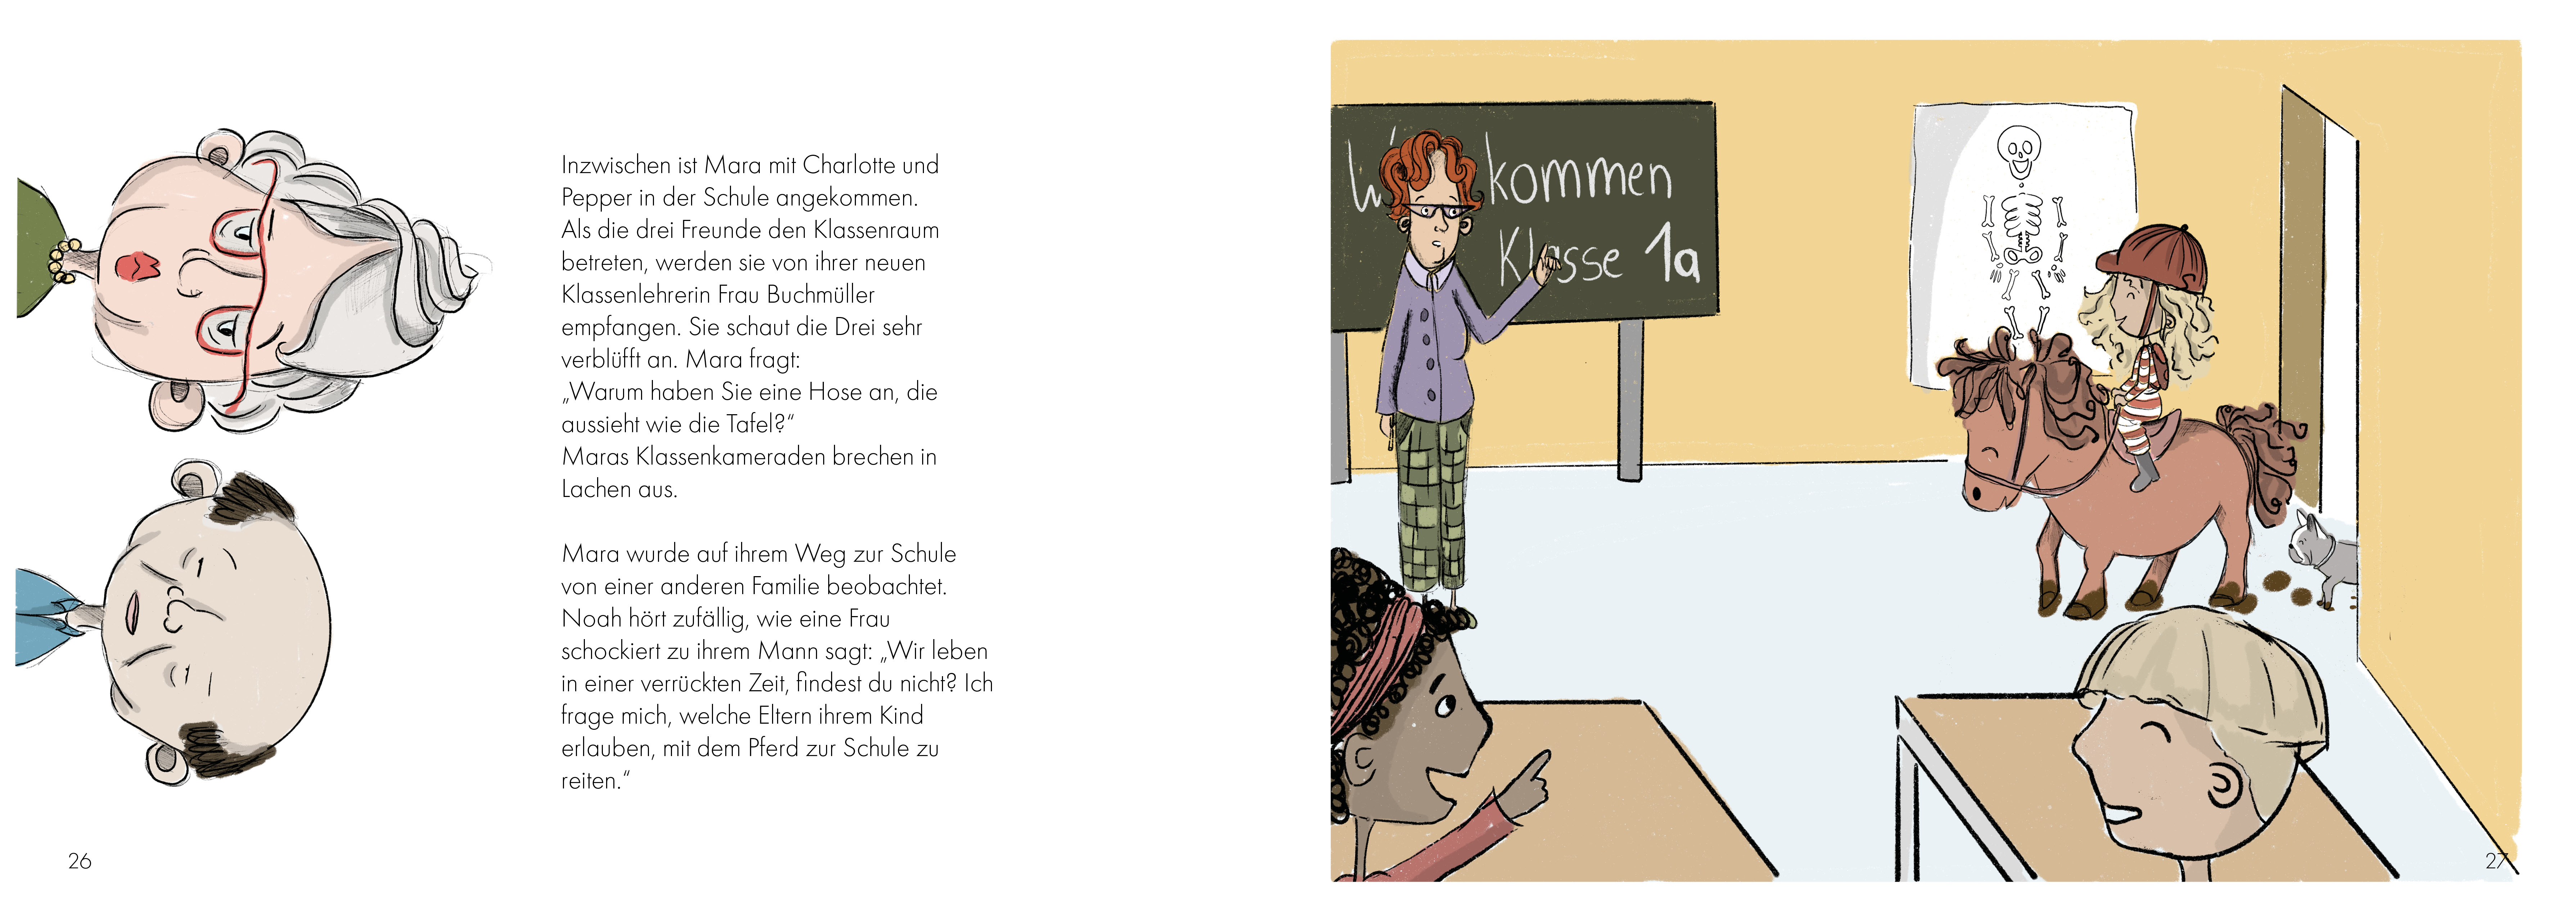 Inzwischen ist Mara mit Charlotte und
Pepper in der Schule angekommen.
Als die drei Freunde den Klassenraum
betreten, werden sie von ihrer neuen
Klassenlehrerin Frau Buchmüller
empfangen. Sie schaut die Drei sehr
verblüfft an. Mara fragt:
„Warum haben Sie eine Hose an, die
aussieht wie die Tafel?“
Maras Klassenkameraden brechen in
Lachen aus.
Mara wurde auf ihrem Weg zur Schule
von einer anderen Familie beobachtet.
Noah hört zufällig, wie eine Frau
schockiert zu ihrem Mann sagt: „Wir leben
in einer verrückten Zeit, findest du nicht? Ich
frage mich, welche Eltern ihrem Kind
erlauben, mit dem Pferd zur Schule zu
reiten.“
26
Wi kommen
Klasse 1a
27